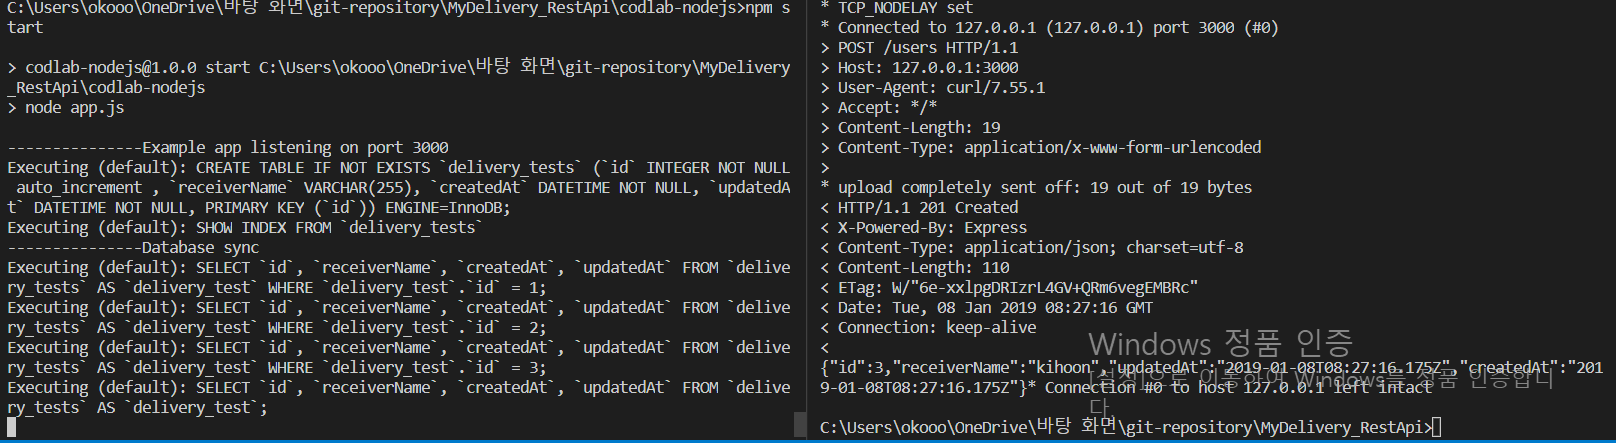 C:\Users\okooo\OneDrive\바탕 화면\git-repository\MyDelivery_RestApi\codlab-nodejs>npm s
tart
> codlab-nodejs@1.0.0 start C:\Users\okooo\OneDrive\바탕 화면\git-repository\MyDelivery
_RestApi\codlab-nodejs
> node app.js
---------------Example app listening on port 3000
Executing (default): CREATE TABLE IF NOT EXISTS `delivery_tests` (`id` INTEGER NOT NULL
 auto_increment , `receiverName` VARCHAR(255), `createdAt` DATETIME NOT NULL, `updatedA
t` DATETIME NOT NULL, PRIMARY KEY (`id`)) ENGINE=InnoDB;
Executing (default): SHOW INDEX FROM `delivery_tests`
---------------Database sync
Executing (default): SELECT `id`, `receiverName`, `createdAt`, `updatedAt` FROM `delive
ry_tests` AS `delivery_test` WHERE `delivery_test`.`id` = 1;
Executing (default): SELECT `id`, `receiverName`, `createdAt`, `updatedAt` FROM `delive
ry_tests` AS `delivery_test` WHERE `delivery_test`.`id` = 2;
Executing (default): SELECT `id`, `receiverName`, `createdAt`, `updatedAt` FROM `delive
ry_tests` AS `delivery_test` WHERE `delivery_test`.`id` = 3;
Executing (default): SELECT `id`, `receiverName`, `createdAt`, `updatedAt` FROM `delive
ry_tests` AS `delivery_test`;
* TCP_NODELAY set
* Connected to 127.0.0.1 (127.0.0.1) port 3000 (#0)
> POST /users HTTP/1.1
> Host: 127.0.0.1:3000
> User-Agent: curl/7.55.1
> Accept: */*
> Content-Length: 19
> Content-Type: application/x-www-form-urlencoded
>
* upload completely sent off: 19 out of 19 bytes
< HTTP/1.1 201 Created
< X-Powered-By: Express
< Content-Type: application/json; charset=utf-8
< Content-Length: 110
< ETag: W/"6e-xxlpgDRIzrL4GV+QRm6vegEMBRc"
< Date: Tue, 08 Jan 2019 08:27:16 GMT
< Connection: keep-alive
<
{"id":3,"receiverName":"kihoon","updatedAt":"2019-01-08T08:27:16.175Z","createdAt":"201
9-01-08T08:27:16.175Z"}* Connection #0 to host 127.0.0.1 left intact
C:\Users\okooo\OneDrive\바탕 화면\git-repository\MyDelivery_RestApi>
Windows 정품 인증
[설정]으로 이동하여 Windows를 정품 인증합니
다.